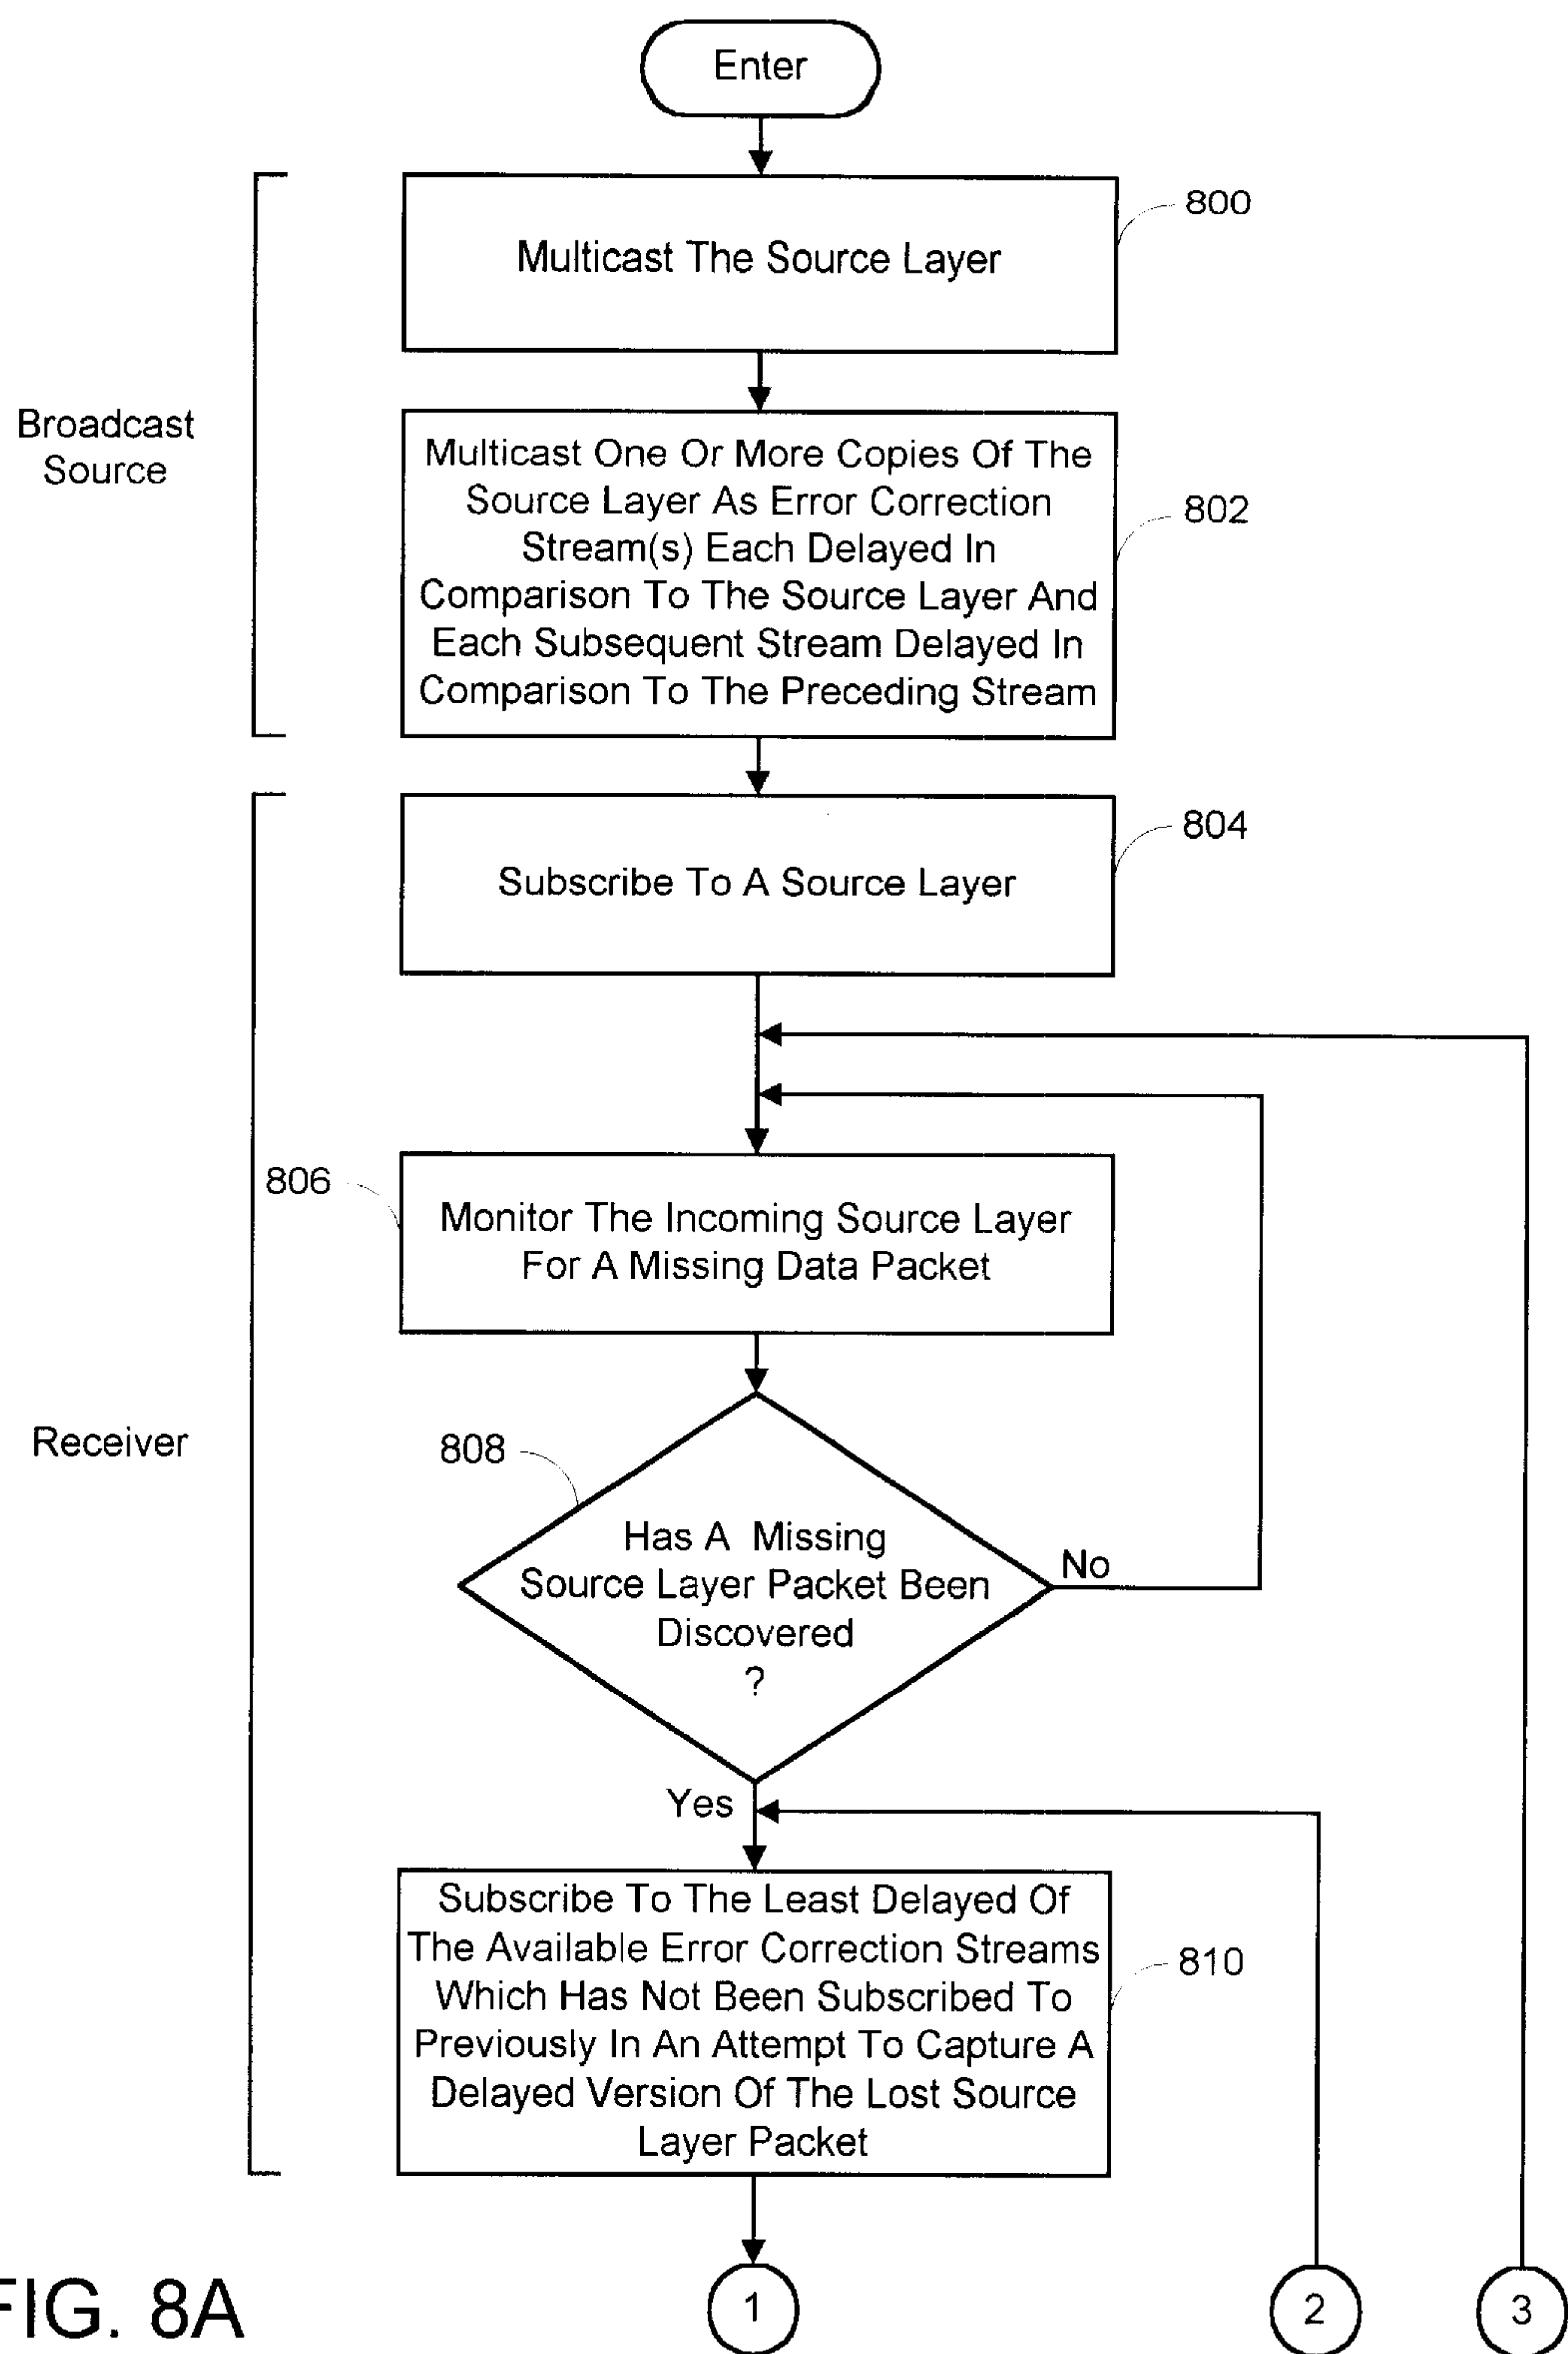 Enter
800
Multicast The Source Layer
Broadcast
Source
Multicast One Or More Copies Of The
Source Layer As Error Correction
Stream(s) Each Delayed In
Comparison To The Source Layer And
Each Subsequent Stream Delayed In
Comparison To The Preceding Stream
802
804
Subscribe To A Source Layer
806
Monitor The Incoming Source Layer
For A Missing Data Packet
Receiver
808
Has A Missing
Source Layer Packet Been
Discovered
?
No
Yes
Subscribe To The Least Delayed Of
The Available Error Correction Streams
Which Has Not Been Subscribed To
Previously In An Attempt To Capture A
Delayed Version Of The Lost Source
Layer Packet
810
FIG. 8A
1
2
3